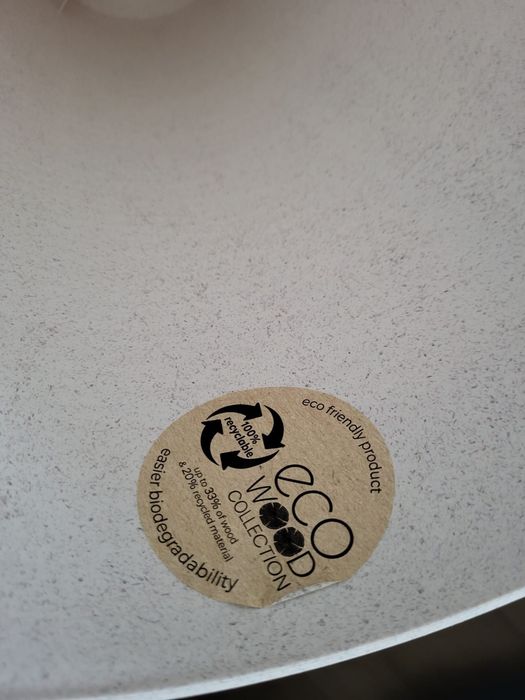 eco friendly product
100%
recyclable
eco
WOOD
COLLECTION
up to 33% of wood
& 20% recycled material
easier biodegradability